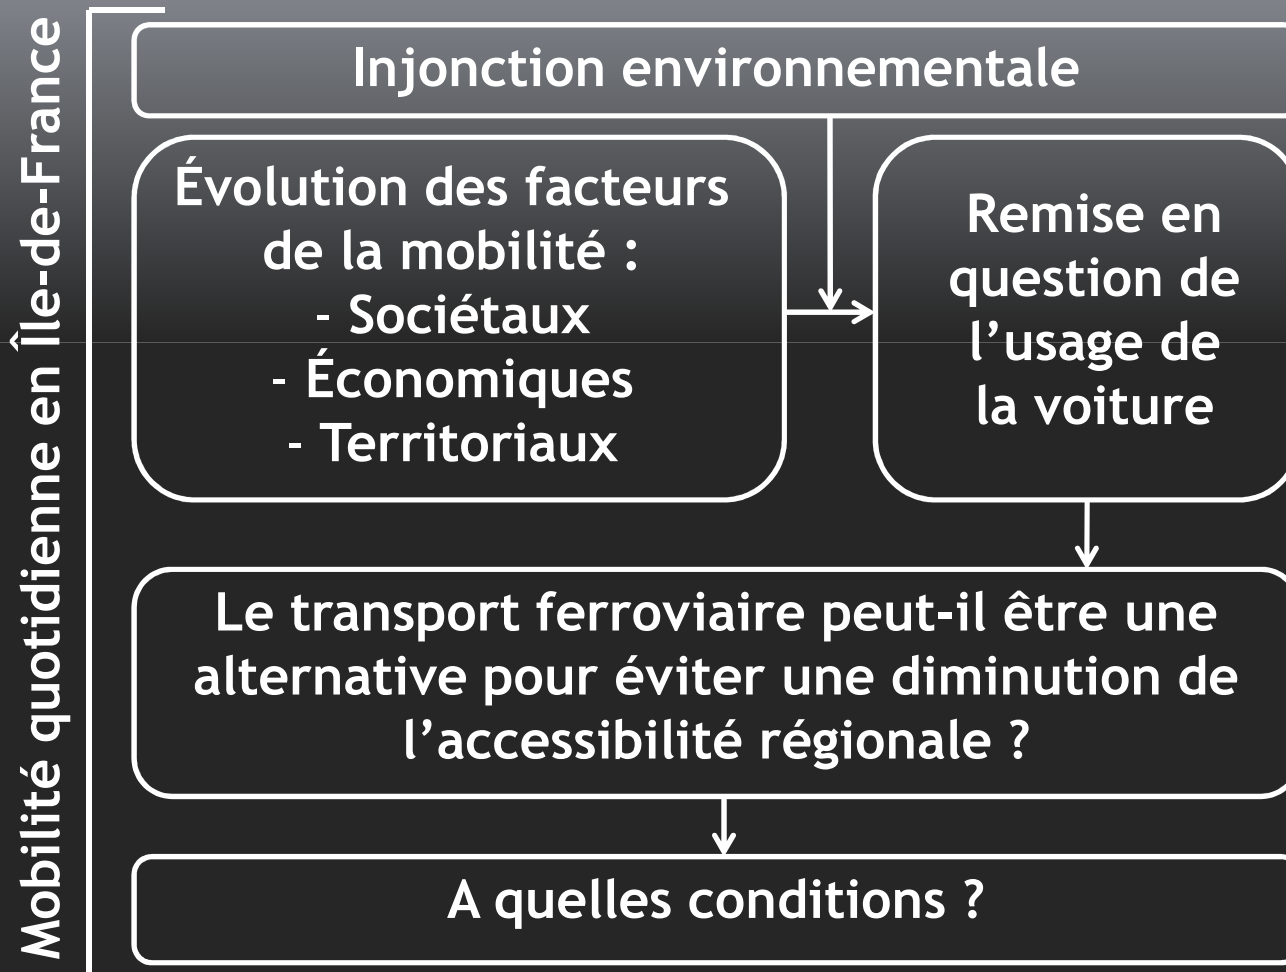 Mobilité quotidienne en Île-de-France
Injonction environnementale
Évolution des facteurs
de la mobilité :
- Sociétaux
- Économiques
- Territoriaux
Remise en
question de
l’usage de
la voiture
Le transport ferroviaire peut-il être une
alternative pour éviter une diminution de
l’accessibilité régionale ?
A quelles conditions ?